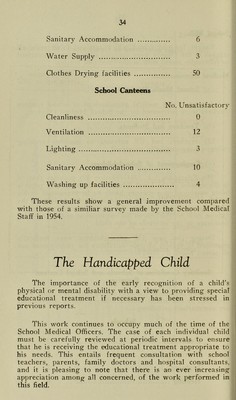 34
Sanitary Accommodation .............. 6
Water Supply .............................. 3
Clothes Drying facilities ............... 50
School Canteens
No. Unsatisfactory
Cleanliness .................................. 0
Ventilation .................................. 12
Lighting ...................................... 3
Sanitary Accommodation .............. 10
Washing up facilities ..................... 4
These results show a general improvement compared
with those of a similiar survey made by the School Medical
Staff in 1954.
The Handicapped Child
The importance of the early recognition of a child's
physical or mental disability with a view to providing special
educational treatment if necessary has been stressed in
previous reports.
This work continues to occupy much of the time of the
School Medical Officers. The case of each individual child
must be carefully reviewed at periodic intervals to ensure
that he is receiving the educational treatment appropriate to
his needs. This entails frequent consultation with school
teachers, parents, family doctors and hospital consultants,
and it is pleasing to note that there is an ever increasing
appreciation among all concerned, of the work performed in
this field.